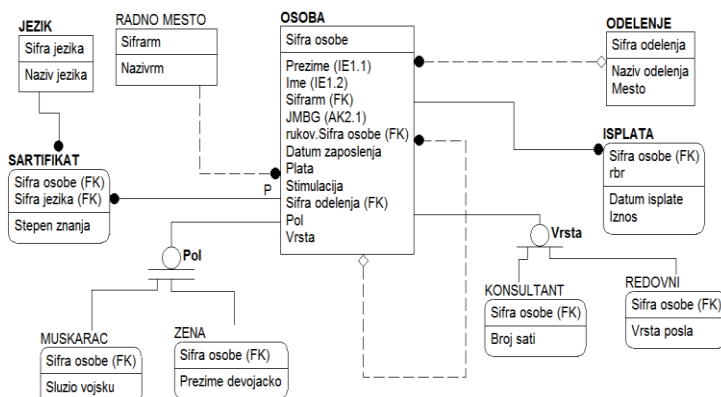 JEZIK
Sifra jezika
Naziv jezika
RADNO MESTO
Sifrarm
Nazivrm
OSOBA
Sifra osobe
Prezime (IE1.1)
Ime (IE1.2)
Sifrarm (FK)
JMBG (AK2.1)
rukov.Sifra osobe (FK)
Datum zaposlenja
Plata
Stimulacija
Sifra odelenja (FK)
Pol
Vrsta
ODELENJE
Sifra odelenja
Naziv odelenja
Mesto
SARTIFIKAT
Sifra osobe (FK)
Sifra jezika (FK)
Stepen znanja
P
ISPLATA
Sifra osobe (FK)
rbr
Datum isplate
Iznos
Pol
Vrsta
MUSKARAC
Sifra osobe (FK)
Sluzio vojsku
ZENA
Sifra osobe (FK)
Prezime devojacko
KONSULTANT
Sifra osobe (FK)
Broj sati
REDOVNI
Sifra osobe (FK)
Vrsta posla